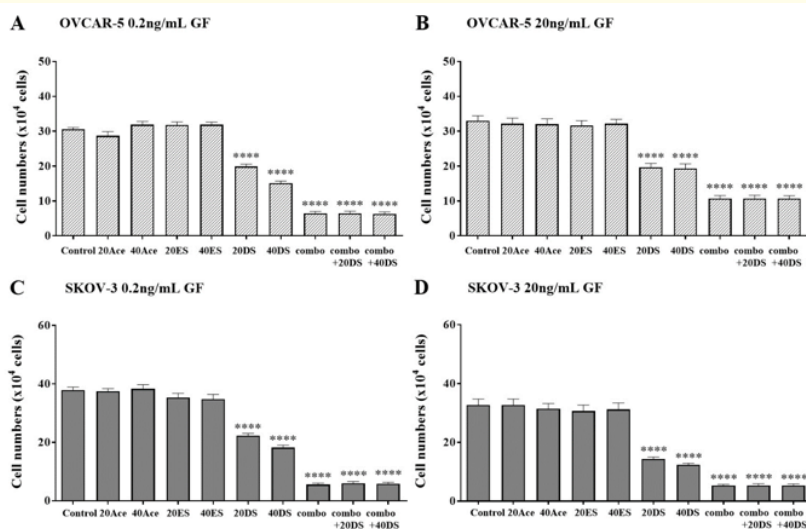 A OVCAR-5 0.2ng/mL GF
Cell numbers (x10⁴ cells)
50
40
30
20
10
0
**** **** **** **** ****
Control 20Ace 40Ace 20ES 40ES 20DS 40DS combo combo +20DS combo +40DS
B OVCAR-5 20ng/mL GF
Cell numbers (x10⁴ cells)
50
40
30
20
10
0
**** **** **** **** ****
Control 20Ace 40Ace 20ES 40ES 20DS 40DS combo combo +20DS combo +40DS
C SKOV-3 0.2ng/mL GF
Cell numbers (x10⁴ cells)
60
40
20
0
**** **** **** **** ****
Control 20Ace 40Ace 20ES 40ES 20DS 40DS combo combo +20DS combo +40DS
D SKOV-3 20ng/mL GF
Cell numbers (x10⁴ cells)
60
40
20
0
**** **** **** **** ****
Control 20Ace 40Ace 20ES 40ES 20DS 40DS combo combo +20DS combo +40DS